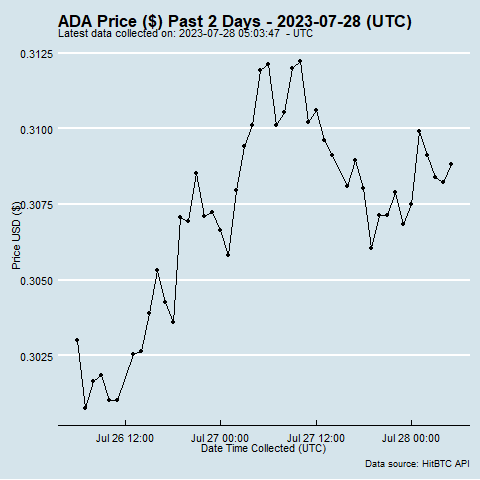 ADA Price ($) Past 2 Days - 2023-07-28 (UTC)
Latest data collected on: 2023-07-28 05:03:47 - UTC
0.3125
0.3100
0.3075
0.3050
0.3025
Price USD ($)
Jul 26 12:00
Jul 27 00:00
Jul 27 12:00
Jul 28 00:00
Date Time Collected (UTC)
Data source: HitBTC API